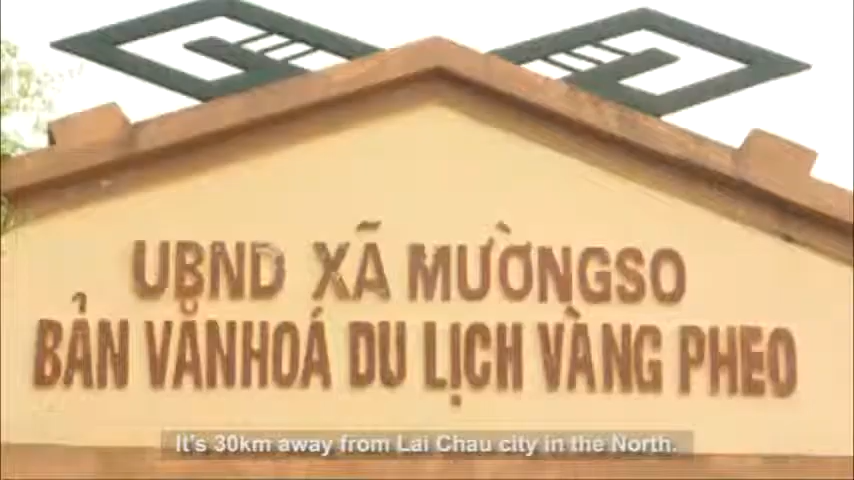 UBND XÃ MƯỜNGSO
BẢN VĂNHOÁ DU LỊCH VÀNG PHEO
It's 30km away from Lai Chau city in the North.